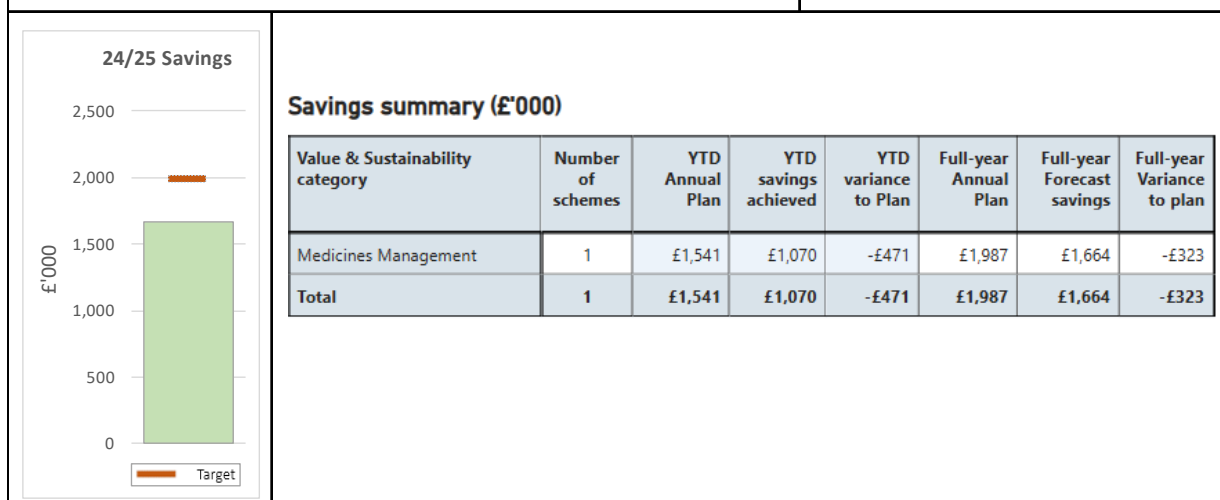 24/25 Savings
2,500
2,000
1,500
1,000
500
0
£'000
Target
Savings summary (£'000)
Value & Sustainability category Number of schemes YTD Annual Plan YTD savings achieved YTD variance to Plan Full-year Annual Plan Full-year Forecast savings Full-year Variance to plan
Medicines Management 1 £1,541 £1,070 -£471 £1,987 £1,664 -£323
Total 1 £1,541 £1,070 -£471 £1,987 £1,664 -£323